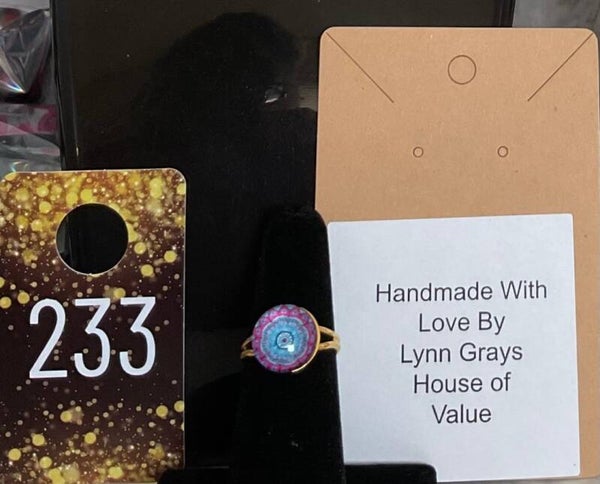 233
Handmade With
Love By
Lynn Grays
House of
Value